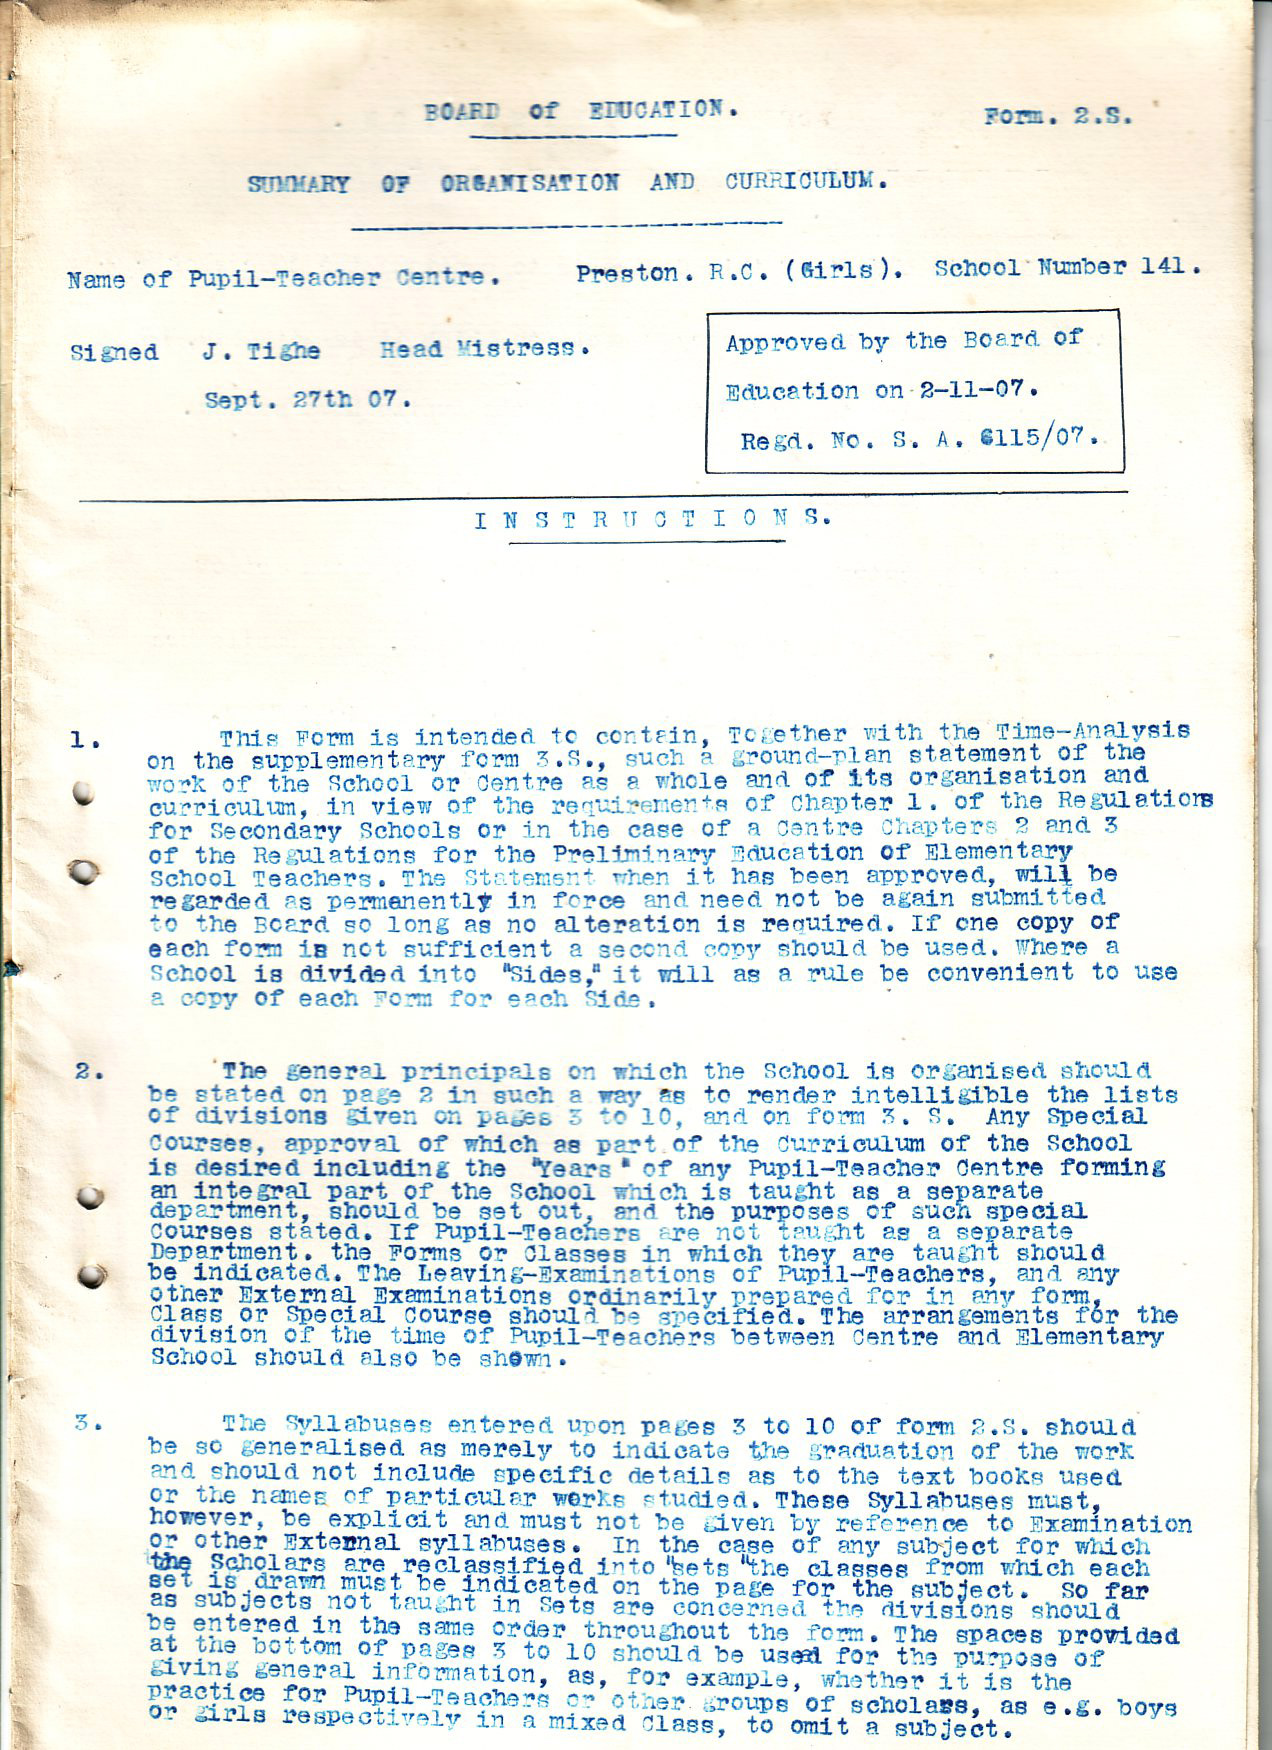 BOARD of EDUCATION.
Form. 2.S.
SUMMARY OF ORGANISATION AND CURRICULUM.
Name of Pupil-Teacher Centre. Preston. R.C. (Girls). School Number 141.
Signed J. Tighe Head Mistress.
Sept. 27th 07.
Approved by the Board of
Education on 2-11-07.
Regd. No. S. A. 6115/07.
INSTRUCTIONS.
1. This Form is intended to contain, Together with the Time-Analysis
on the supplementary form 3.S., such a ground-plan statement of the
work of the School or Centre as a whole and of its organisation and
curriculum, in view of the requirements of Chapter 1. of the Regulations
for Secondary Schools or in the case of a Centre Chapters 2 and 3
of the Regulations for the Preliminary Education of Elementary
School Teachers. The Statement when it has been approved, will be
regarded as permanently in force and need not be again submitted
to the Board so long as no alteration is required. If one copy of
each form is not sufficient a second copy should be used. Where a
School is divided into "Sides," it will as a rule be convenient to use
a copy of each Form for each Side.
2. The general principals on which the School is organised should
be stated on page 2 in such a way as to render intelligible the lists
of divisions given on pages 3 to 10, and on form 3. S. Any Special
Courses, approval of which as part of the Curriculum of the School
is desired including the "Years" of any Pupil-Teacher Centre forming
an integral part of the School which is taught as a separate
department, should be set out, and the purposes of such special
Courses stated. If Pupil-Teachers are not taught as a separate
Department. the Forms or Classes in which they are taught should
be indicated. The Leaving-Examinations of Pupil-Teachers, and any
other External Examinations ordinarily prepared for in any form,
Class or Special Course should be specified. The arrangements for the
division of the time of Pupil-Teachers between Centre and Elementary
School should also be shown.
3. The Syllabuses entered upon pages 3 to 10 of form 2.S. should
be so generalised as merely to indicate the graduation of the work
and should not include specific details as to the text books used
or the names of particular works studied. These Syllabuses must,
however, be explicit and must not be given by reference to Examination
or other External syllabuses. In the case of any subject for which
the Scholars are reclassified into "sets "the classes from which each
set is drawn must be indicated on the page for the subject. So far
as subjects not taught in Sets are concerned the divisions should
be entered in the same order throughout the form. The spaces provided
at the bottom of pages 3 to 10 should be used for the purpose of
giving general information, as, for example, whether it is the
practice for Pupil-Teachers or other groups of scholars, as e.g. boys
or girls respectively in a mixed Class, to omit a subject.